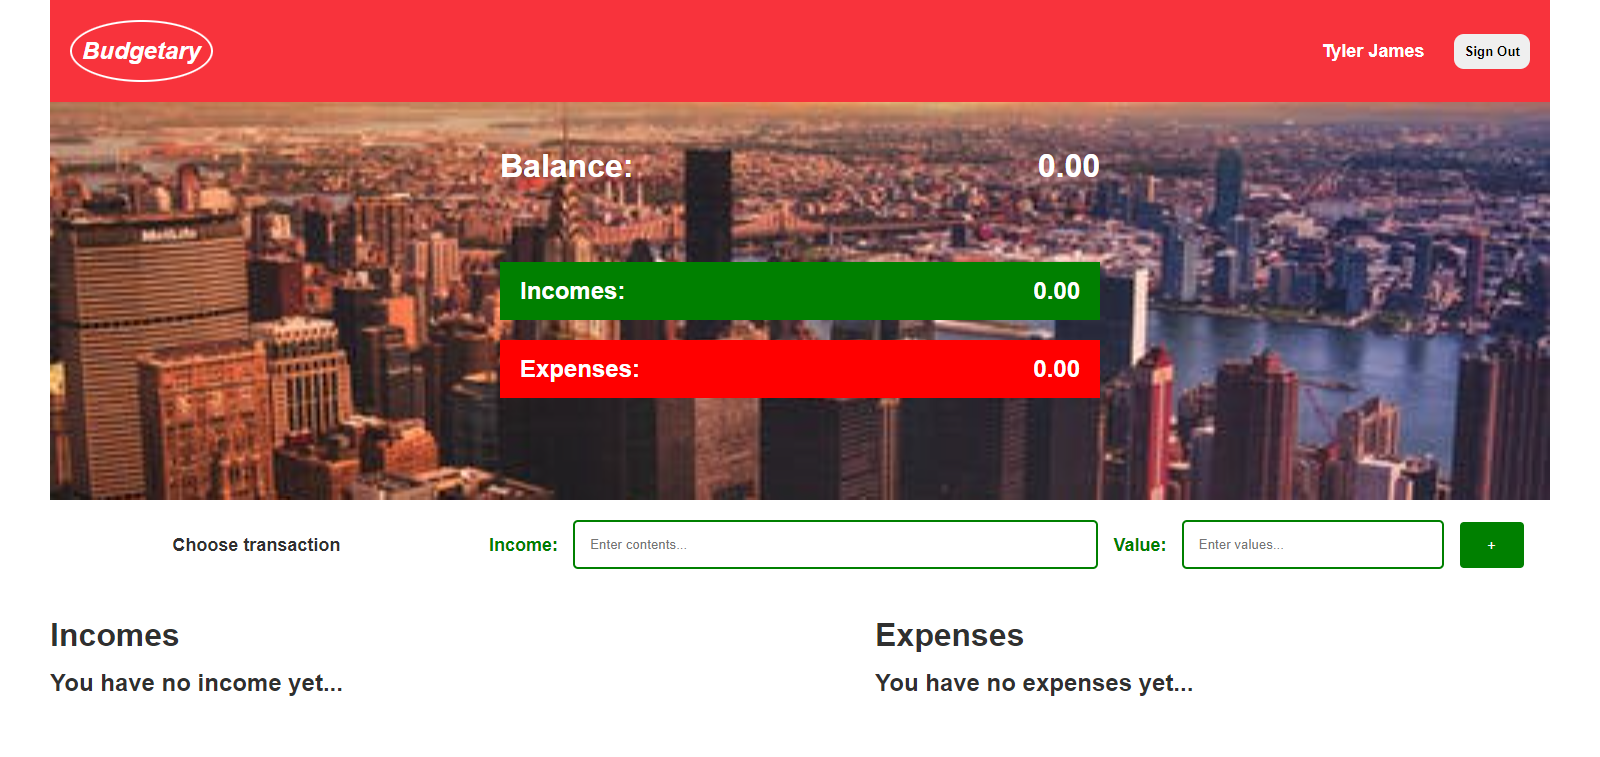 Budgetary
Tyler James
Sign Out
Balance: 0.00
MetLife
Incomes: 0.00
Expenses: 0.00
Choose transaction
Income:
Enter contents...
Value:
Enter values...
+
Incomes
You have no income yet...
Expenses
You have no expenses yet...